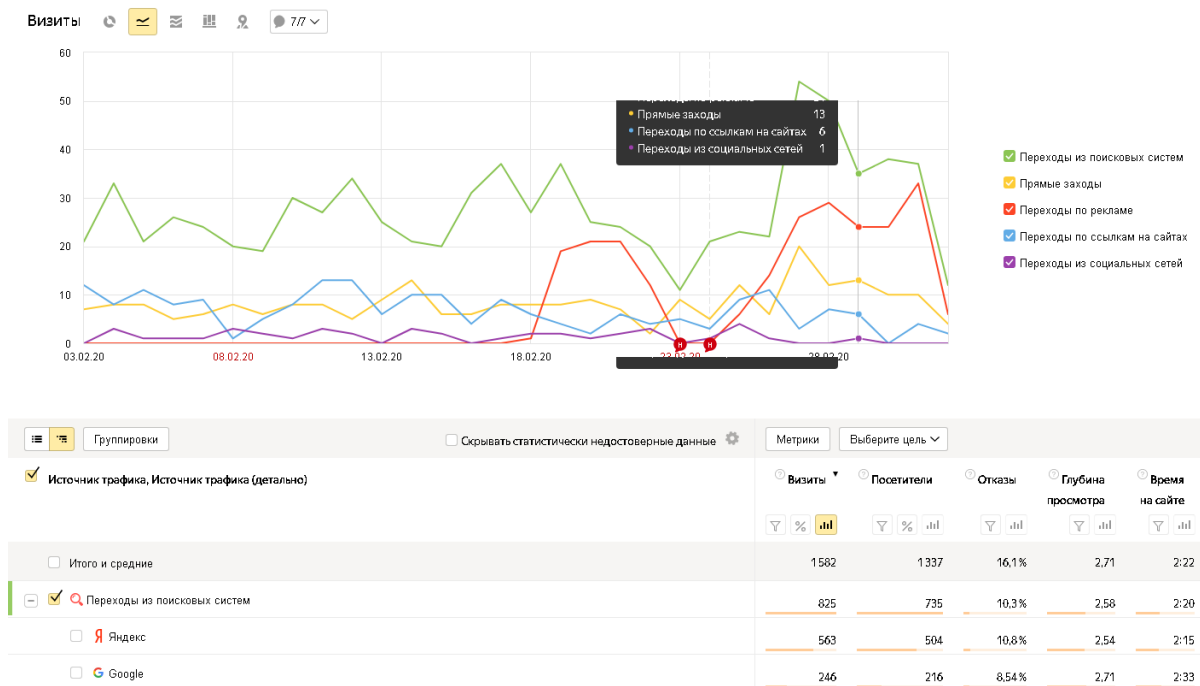 Визиты
7/7
60
50
40
30
20
10
0
03.02.20
08.02.20
13.02.20
18.02.20
23.02.20
28.02.20
Н
Н
Переходы по рекламе
Прямые заходы 13
Переходы по ссылкам на сайтах 6
Переходы из социальных сетей 1
Переходы из поисковых систем
Прямые заходы
Переходы по рекламе
Переходы по ссылкам на сайтах
Переходы из социальных сетей
Группировки
Скрывать статистически недостоверные данные
Метрики
Выберите цель
Источник трафика, Источник трафика (детально)
? Визиты ▼
? Посетители
? Отказы
? Глубина просмотра
? Время на сайте
%
%
Итого и средние 1 582 1 337 16,1 % 2,71 2:22
Переходы из поисковых систем 825 735 10,3 % 2,58 2:20
Я Яндекс 563 504 10,8 % 2,54 2:15
G Google 246 216 8,54 % 2,71 2:33